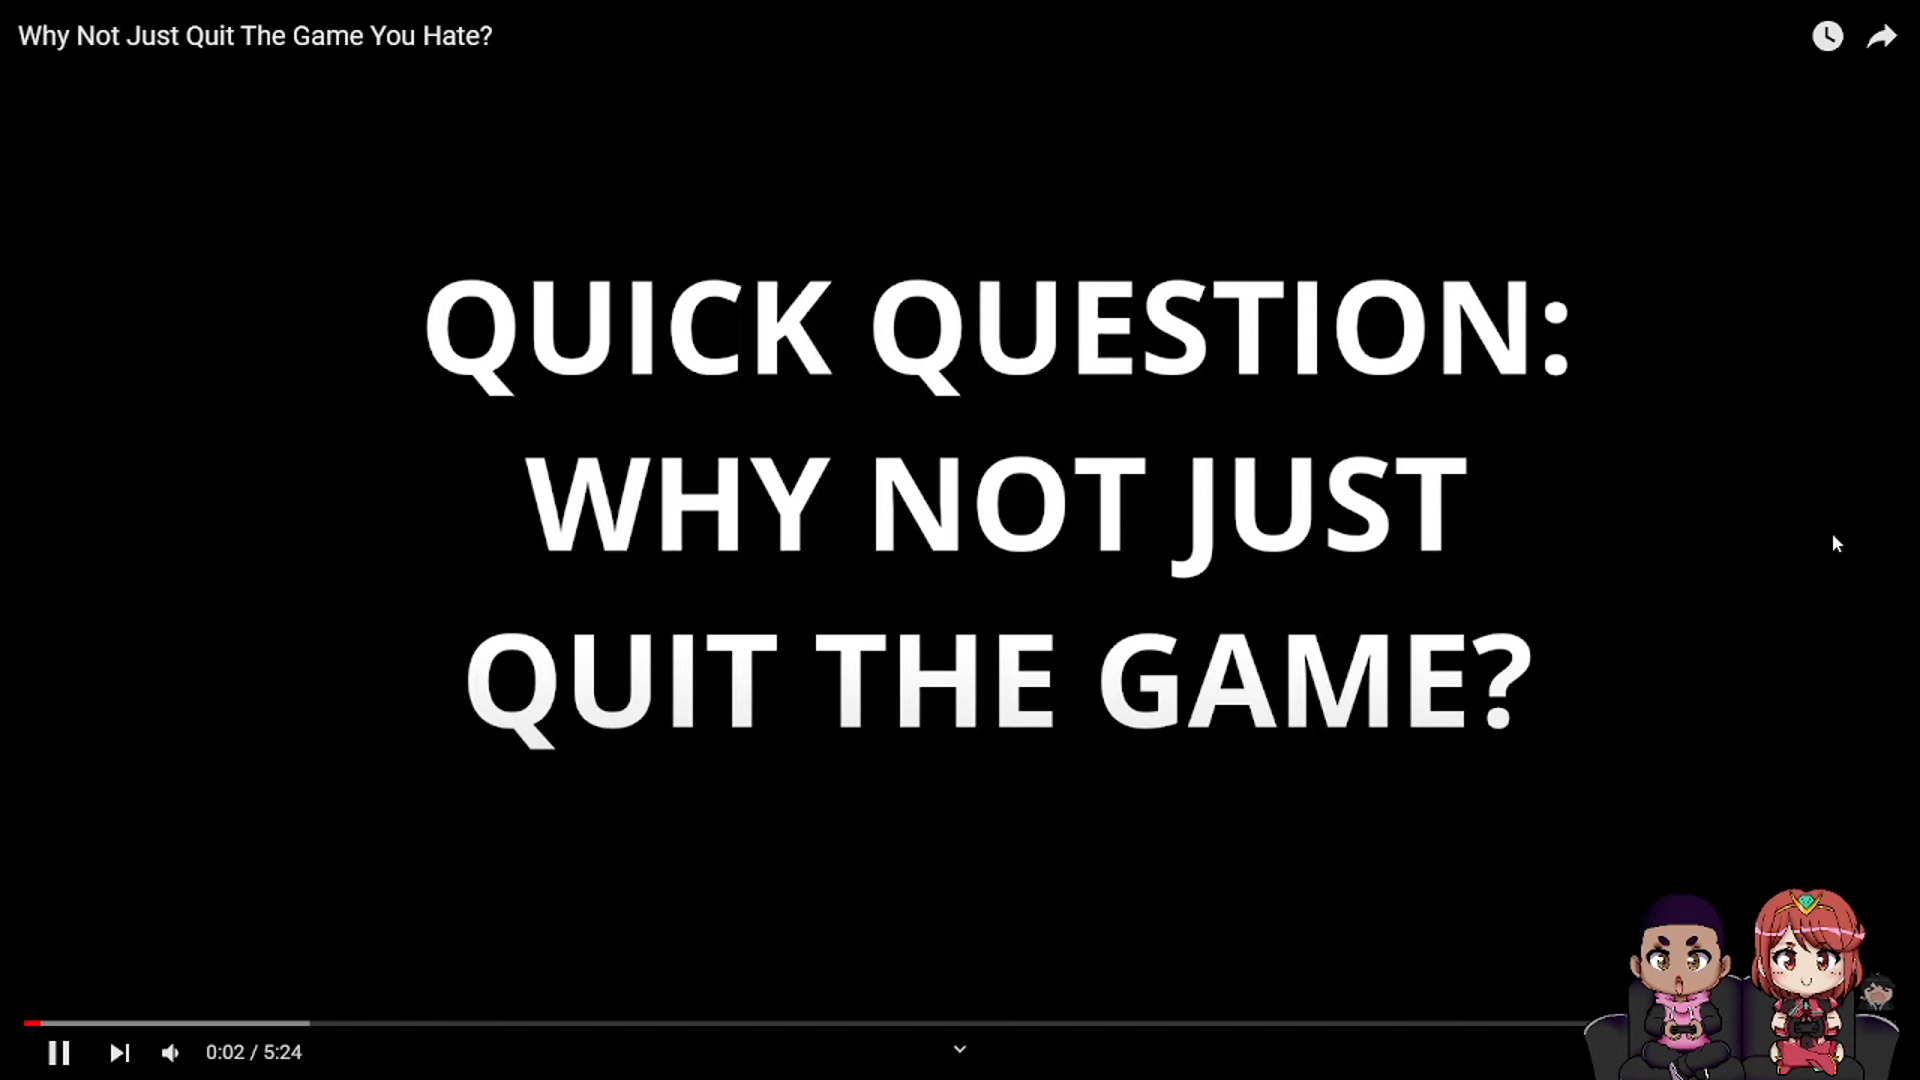 Why Not Just Quit The Game You Hate?
QUICK QUESTION:
WHY NOT JUST
QUIT THE GAME?
0:02 / 5:24